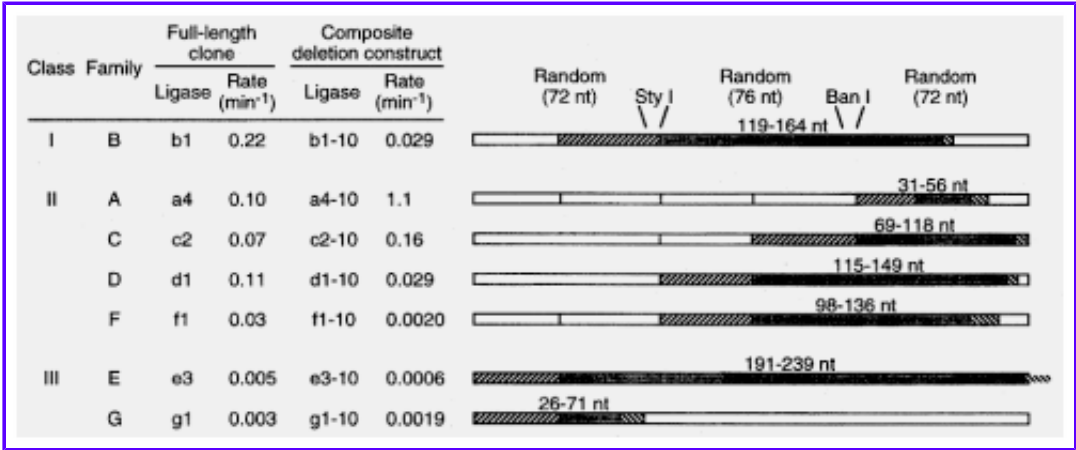 Full-length clone Composite deletion construct
Class Family Ligase Rate (min-1) Ligase Rate (min-1) Random (72 nt) Sty I Random (76 nt) Ban I Random (72 nt)
I B b1 0.22 b1-10 0.029 119-164 nt
II A a4 0.10 a4-10 1.1 31-56 nt
C c2 0.07 c2-10 0.16 69-118 nt
D d1 0.11 d1-10 0.029 115-149 nt
F f1 0.03 f1-10 0.0020 98-136 nt
III E e3 0.005 e3-10 0.0006 191-239 nt
G g1 0.003 g1-10 0.0019 26-71 nt